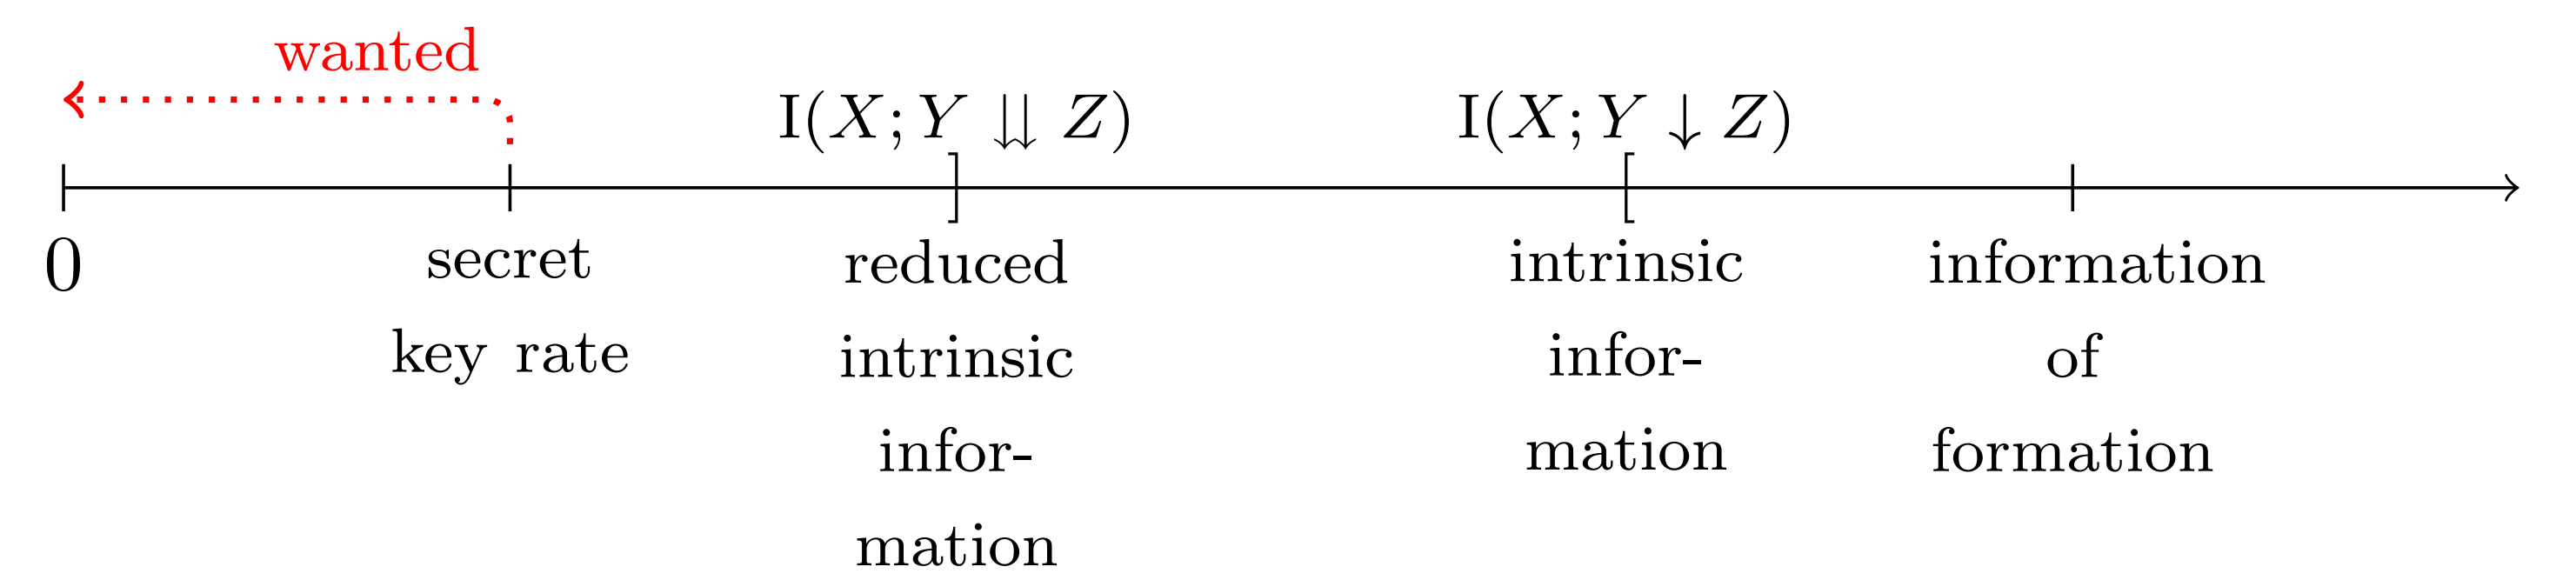 wanted
I(X; Y ⇊ Z)
I(X; Y ↓ Z)
0
secret
key rate
reduced
intrinsic
infor-
mation
intrinsic
infor-
mation
information
of
formation